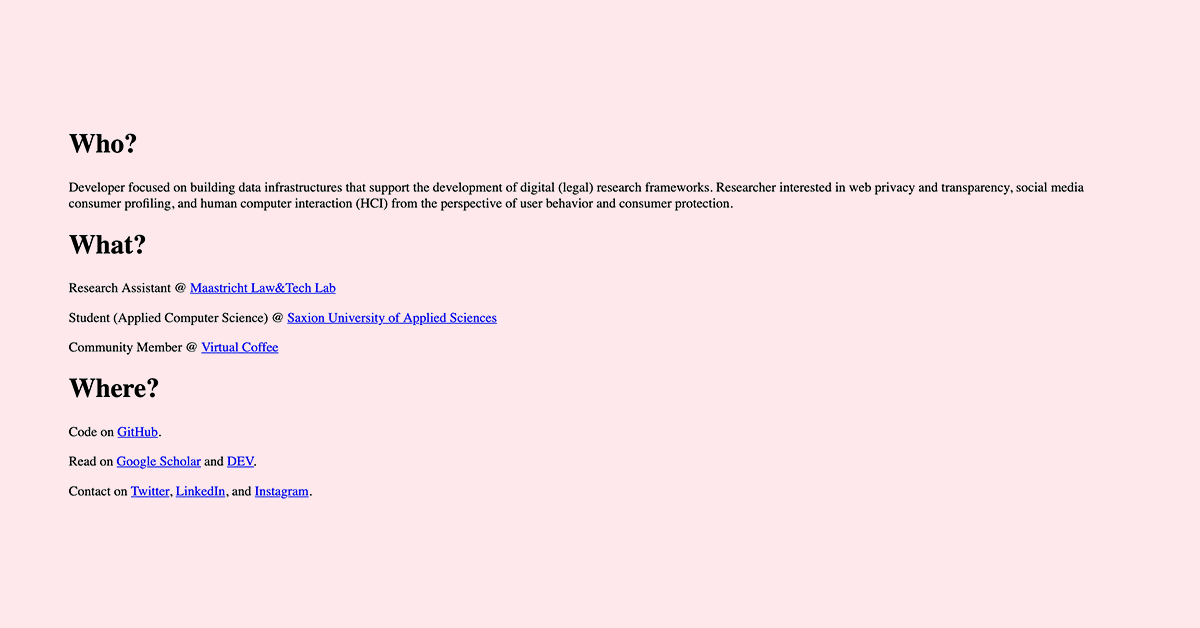 Who?
Developer focused on building data infrastructures that support the development of digital (legal) research frameworks. Researcher interested in web privacy and transparency, social media
consumer profiling, and human computer interaction (HCI) from the perspective of user behavior and consumer protection.
What?
Research Assistant @ Maastricht Law&Tech Lab
Student (Applied Computer Science) @ Saxion University of Applied Sciences
Community Member @ Virtual Coffee
Where?
Code on GitHub.
Read on Google Scholar and DEV.
Contact on Twitter, LinkedIn, and Instagram.